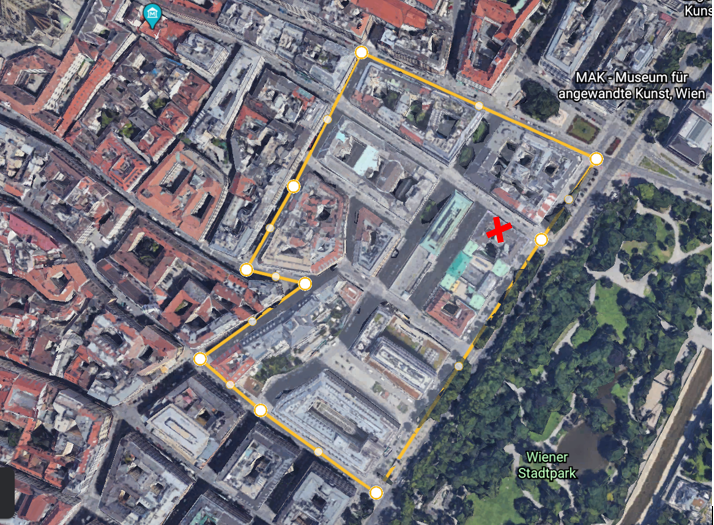 Kuns
MAK - Museum für
angewandte Kunst, Wien
Wiener
Stadtpark